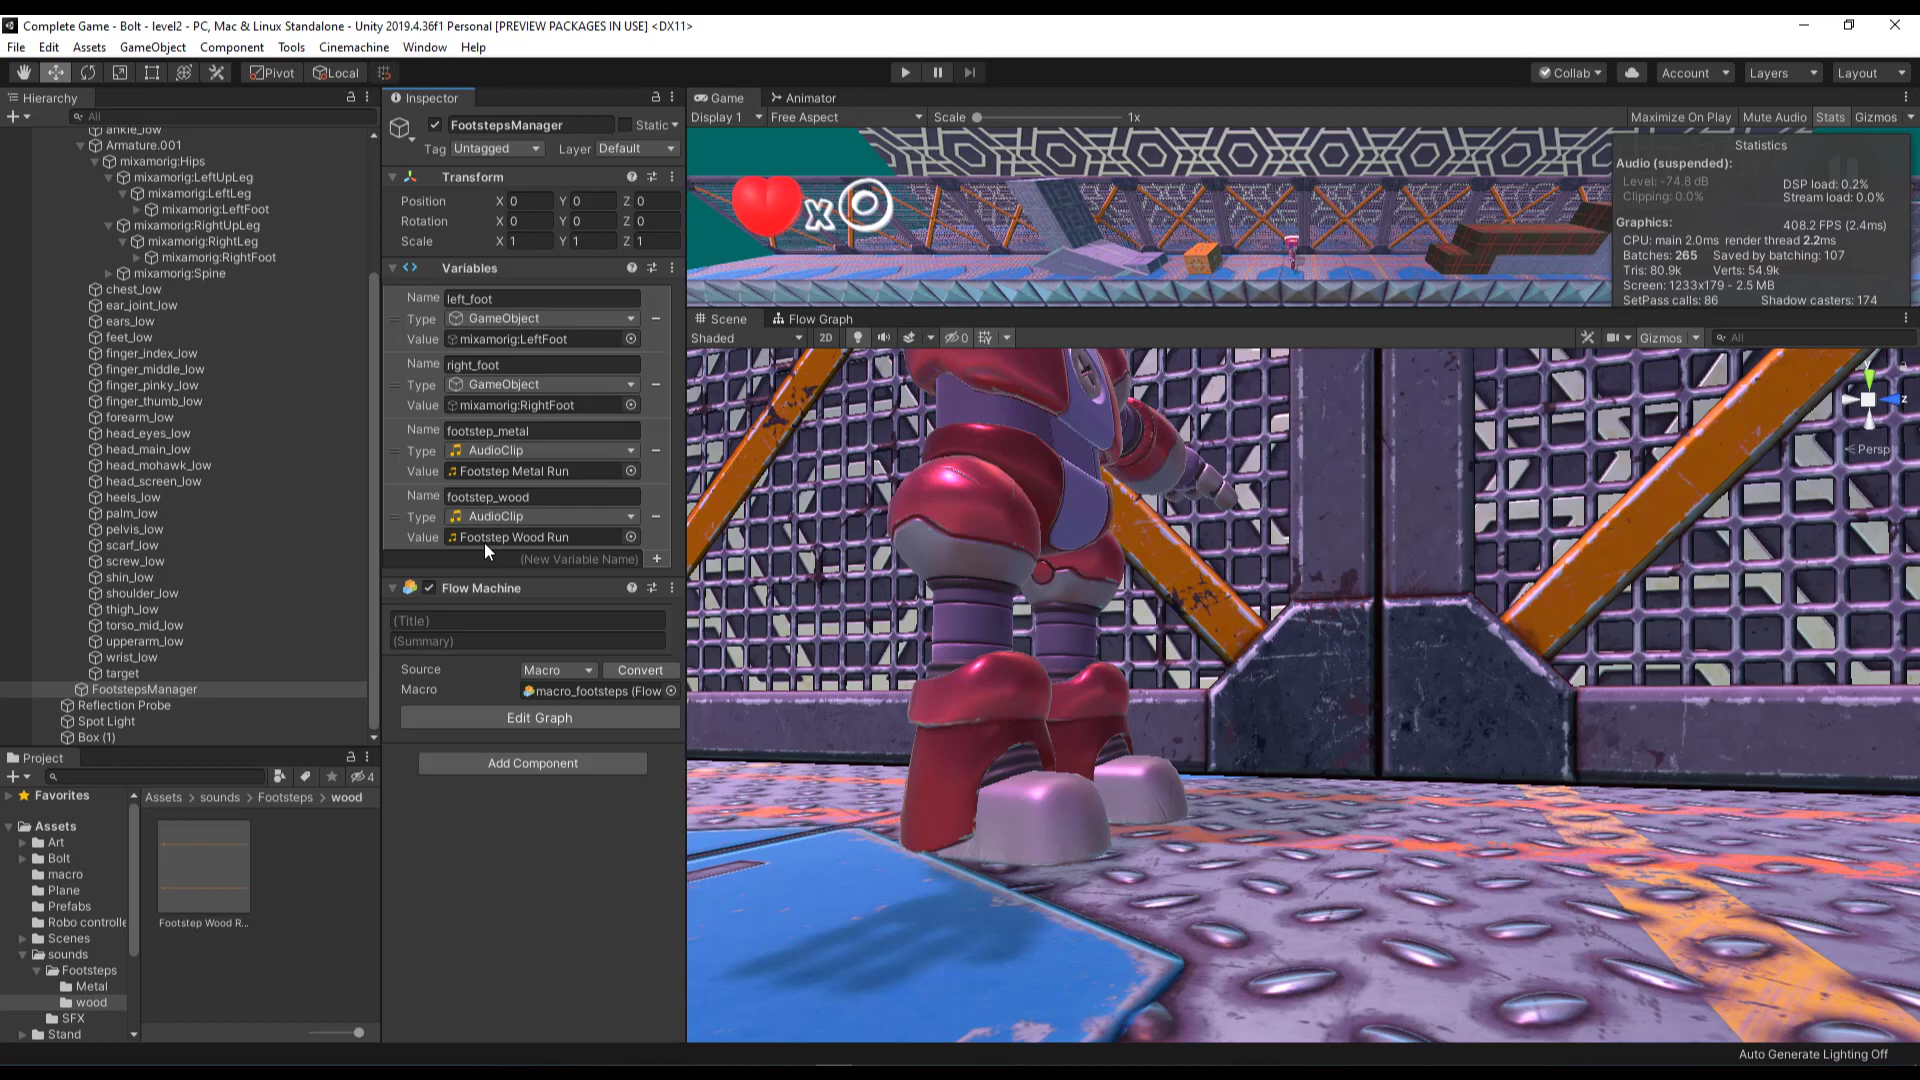 Complete Game - Bolt - level2 - PC, Mac & Linux Standalone - Unity 2019.4.36f1 Personal [PREVIEW PACKAGES IN USE] <DX11>
File Edit Assets GameObject Component Tools Cinemachine Window Help
Pivot Local Collab Account Layers Layout
Hierarchy
All
ankle_low
Armature.001
mixamorig:Hips
mixamorig:LeftUpLeg
mixamorig:LeftLeg
mixamorig:LeftFoot
mixamorig:RightUpLeg
mixamorig:RightLeg
mixamorig:RightFoot
mixamorig:Spine
chest_low
ear_joint_low
ears_low
feet_low
finger_index_low
finger_middle_low
finger_pinky_low
finger_thumb_low
forearm_low
head_eyes_low
head_main_low
head_mohawk_low
head_screen_low
heels_low
palm_low
pelvis_low
scarf_low
screw_low
shin_low
shoulder_low
thigh_low
torso_mid_low
upperarm_low
wrist_low
target
FootstepsManager
Reflection Probe
Spot Light
Box (1)
Project
4
Favorites
Assets
Art
Bolt
macro
Plane
Prefabs
Robo controlle
Scenes
sounds
Footsteps
Metal
wood
SFX
Stand
Assets > sounds > Footsteps > wood
Footstep Wood R...
Inspector
FootstepsManager Static
Tag Untagged Layer Default
Transform
Position X 0 Y 0 Z 0
Rotation X 0 Y 0 Z 0
Scale X 1 Y 1 Z 1
Variables
Name left_foot
Type GameObject
Value mixamorig:LeftFoot
Name right_foot
Type GameObject
Value mixamorig:RightFoot
Name footstep_metal
Type AudioClip
Value Footstep Metal Run
Name footstep_wood
Type AudioClip
Value Footstep Wood Run
(New Variable Name)
Flow Machine
(Title)
(Summary)
Source Macro Convert
Macro macro_footsteps (Flow
Edit Graph
Add Component
Game Animator
Display 1 Free Aspect Scale 1x Maximize On Play Mute Audio Stats Gizmos
x
Statistics
Audio (suspended):
Level: -74.8 dB DSP load: 0.2%
Clipping: 0.0% Stream load: 0.0%
Graphics: 408.2 FPS (2.4ms)
CPU: main 2.0ms render thread 2.2ms
Batches: 265 Saved by batching: 107
Tris: 80.9k Verts: 54.9k
Screen: 1233x179 - 2.5 MB
SetPass calls: 86 Shadow casters: 174
Scene Flow Graph
Shaded 2D 0 Gizmos All
y
z
Persp
Auto Generate Lighting Off